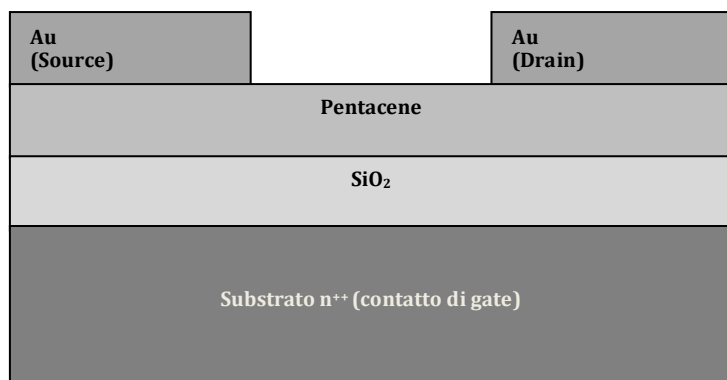 Au
(Source)
Au
(Drain)
Pentacene
SiO₂
Substrato n⁺⁺ (contatto di gate)